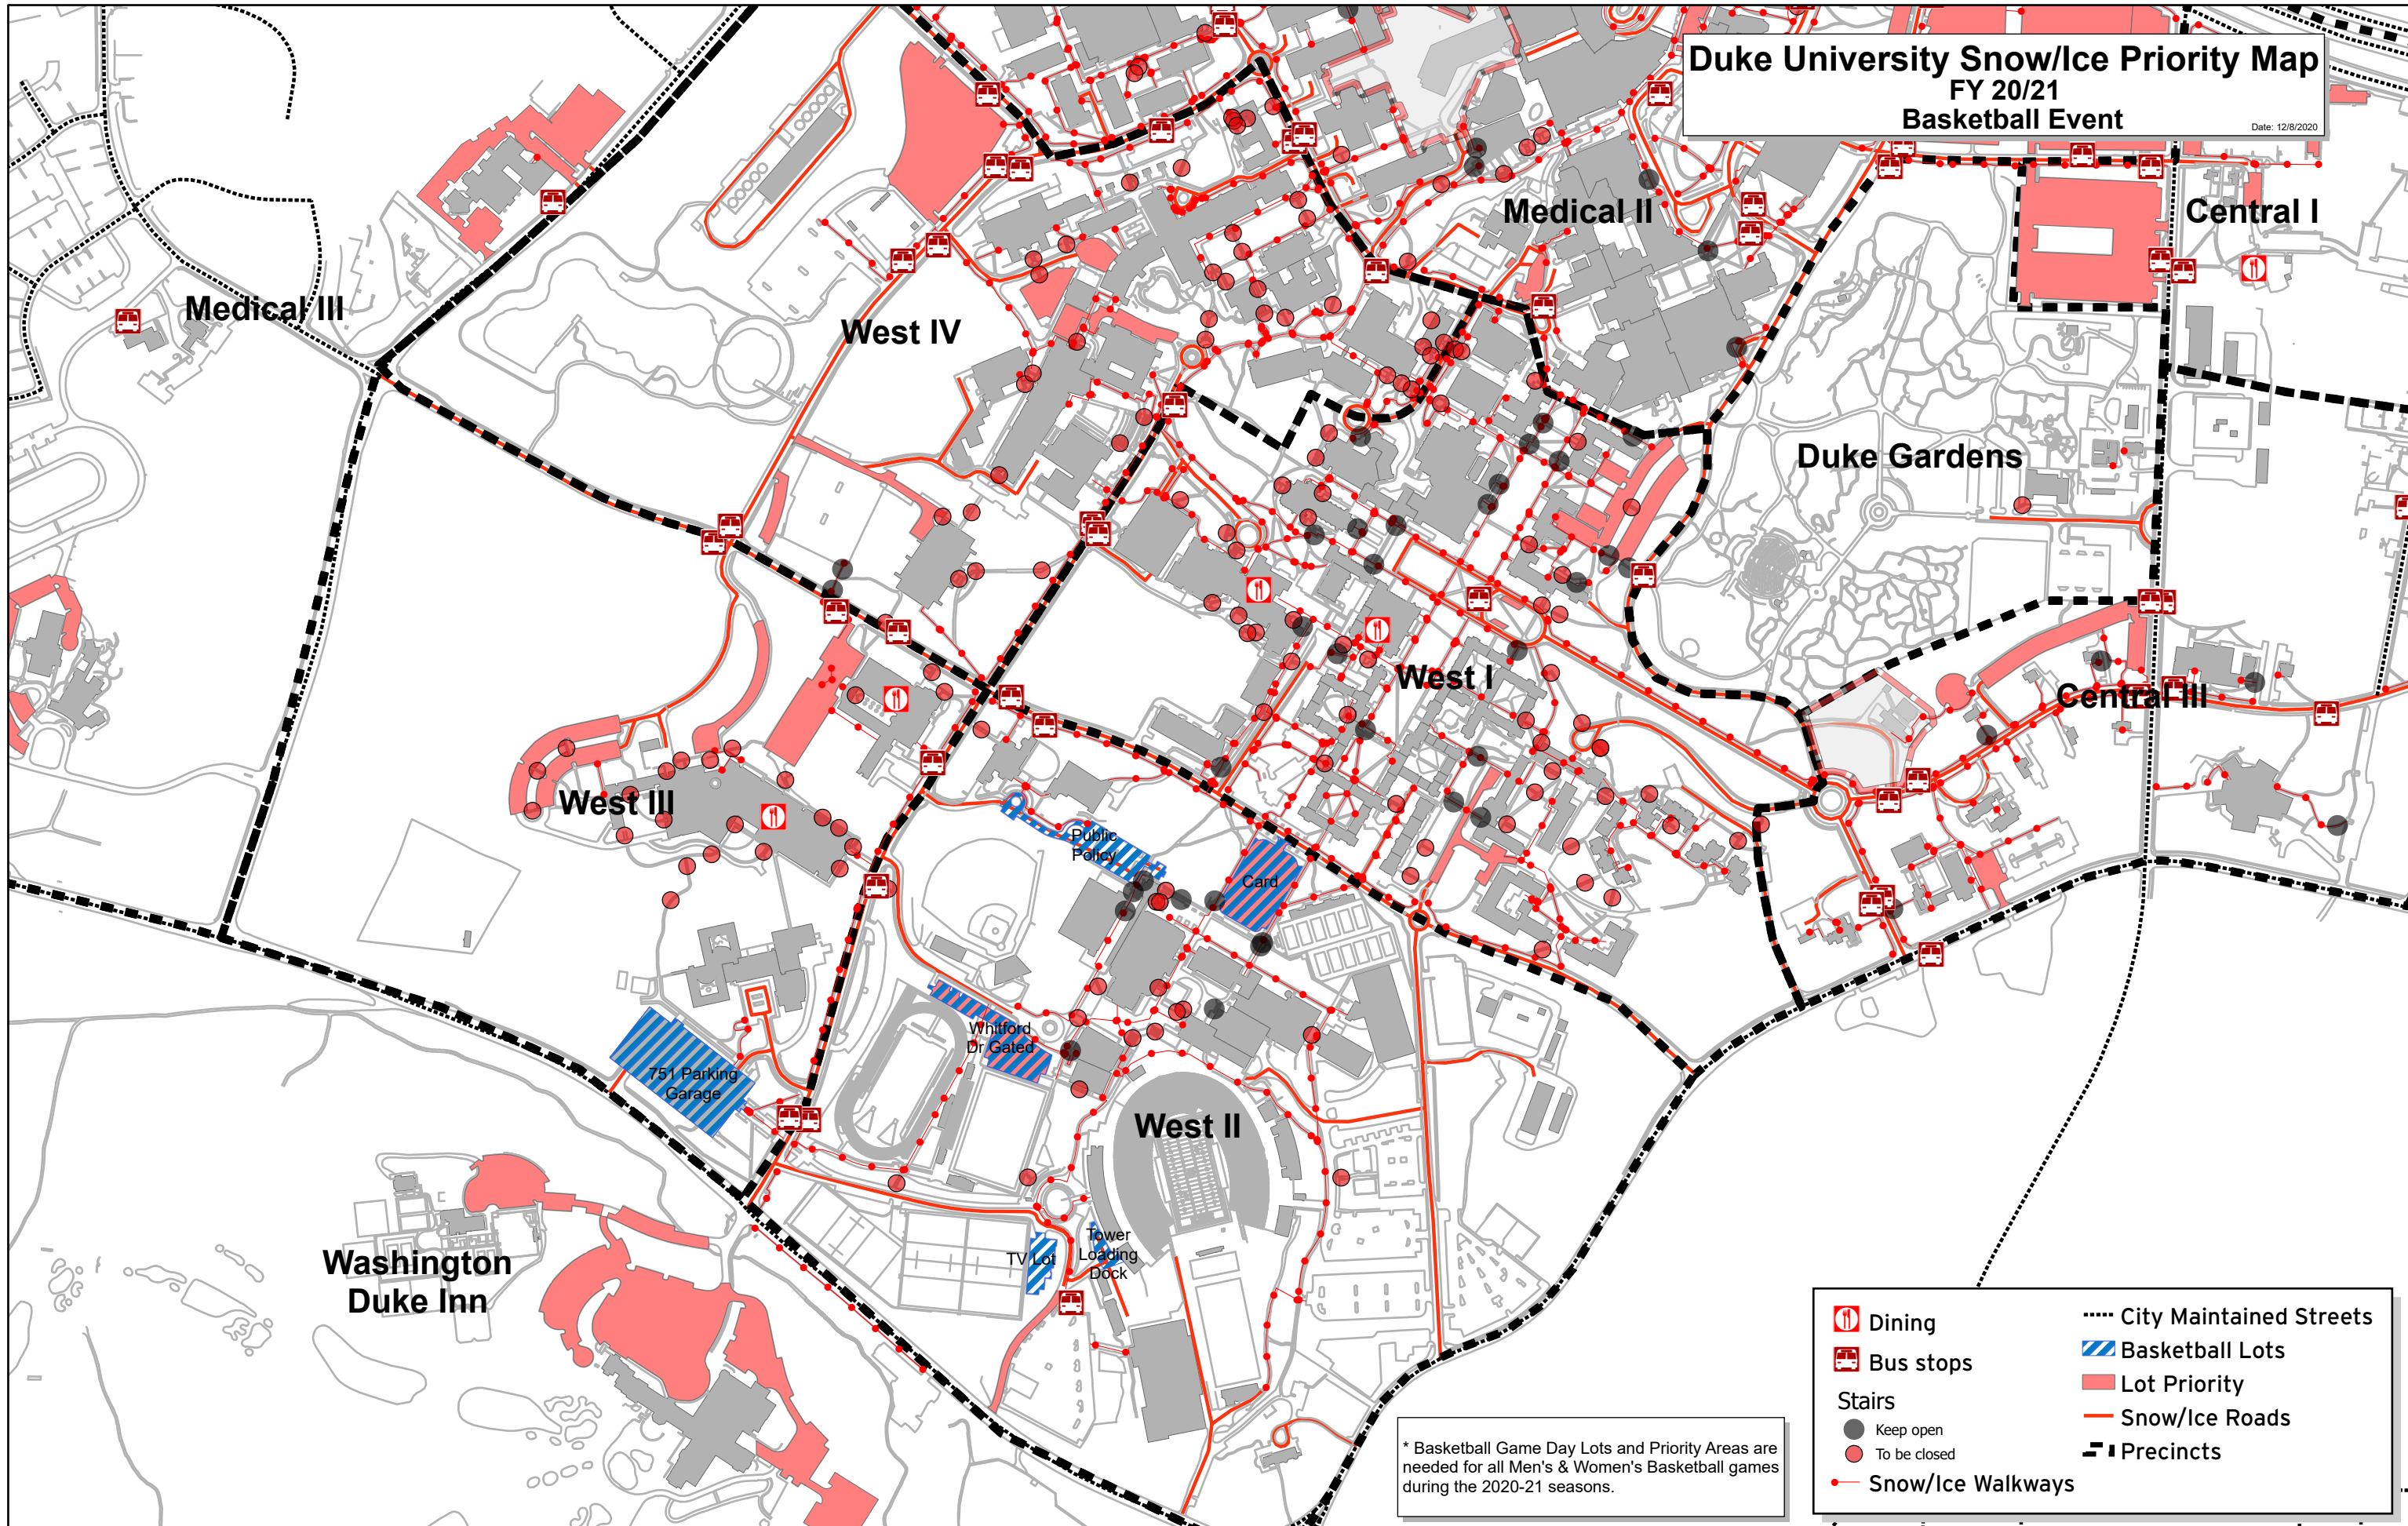 Duke University Snow/Ice Priority Map
FY 20/21
Basketball Event
Date: 12/8/2020
Medical II
Central I
Medical III
West IV
Duke Gardens
West I
Central III
West III
Public
Policy
Card
Whitford
Dr Gated
751 Parking
Garage
West II
Tower
Loading
Dock
TV Lot
Washington
Duke Inn
* Basketball Game Day Lots and Priority Areas are
needed for all Men's & Women's Basketball games
during the 2020-21 seasons.
Dining
Bus stops
Stairs
Keep open
To be closed
Snow/Ice Walkways
City Maintained Streets
Basketball Lots
Lot Priority
Snow/Ice Roads
Precincts